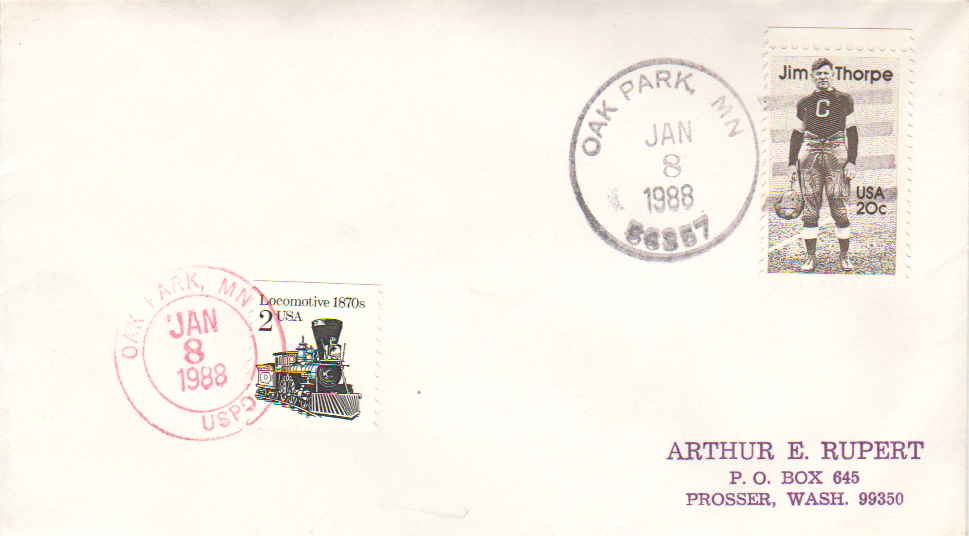 Jim Thorpe
C
USA
20c
OAK PARK, MN
JAN
8
1988
56357
Locomotive 1870s
2 USA
OAK PARK, MN
JAN
8
1988
USPO
ARTHUR E. RUPERT
P. O. BOX 645
PROSSER, WASH. 99350